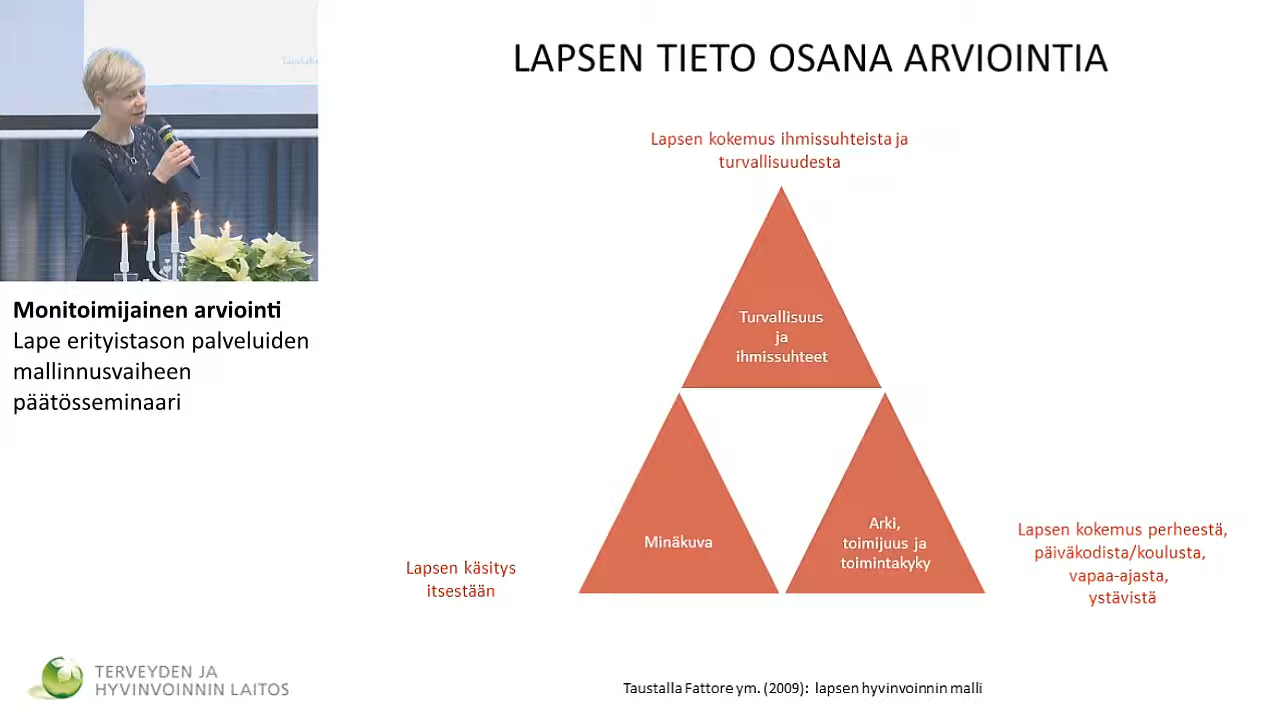 LAPSEN TIETO OSANA ARVIOINTIA
Lapsen kokemus ihmissuhteista ja
turvallisuudesta
Turvallisuus
ja
ihmissuhteet
Monitoimijainen arviointi
Lape erityistason palveluiden
mallinnusvaiheen
päätösseminaari
Minäkuva
Arki,
toimijuus ja
toimintakyky
Lapsen käsitys
itsestään
Lapsen kokemus perheestä,
päiväkodista/koulusta,
vapaa-ajasta,
ystävistä
TERVEYDEN JA
HYVINVOINNIN LAITOS
Taustalla Fattore ym. (2009): lapsen hyvinvoinnin malli